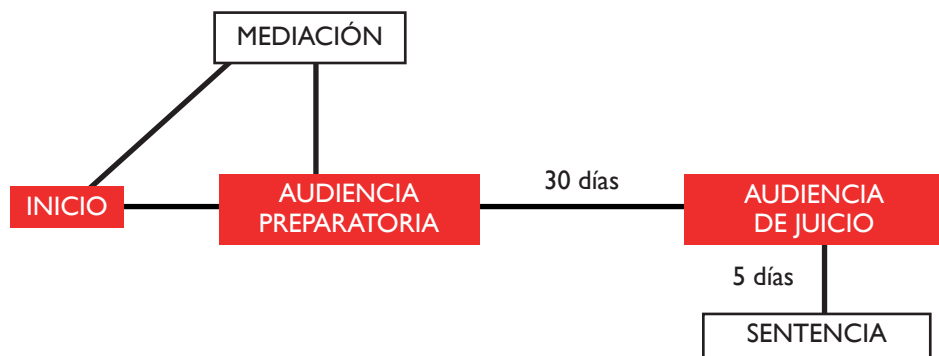 MEDIACIÓN
INICIO
AUDIENCIA
PREPARATORIA
30 días
AUDIENCIA
DE JUICIO
5 días
SENTENCIA